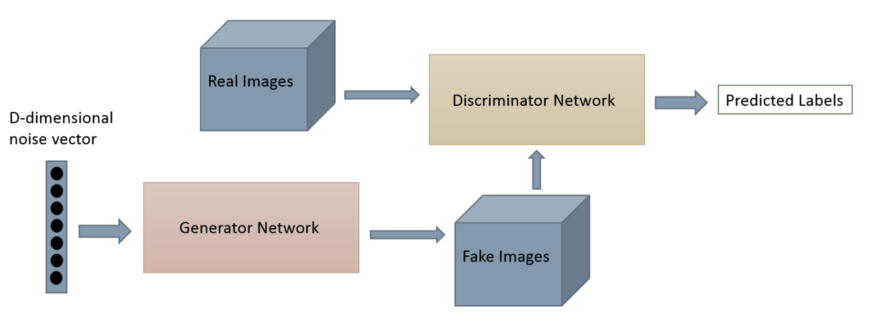 Real Images
Discriminator Network
Predicted Labels
D-dimensional
noise vector
Generator Network
Fake Images